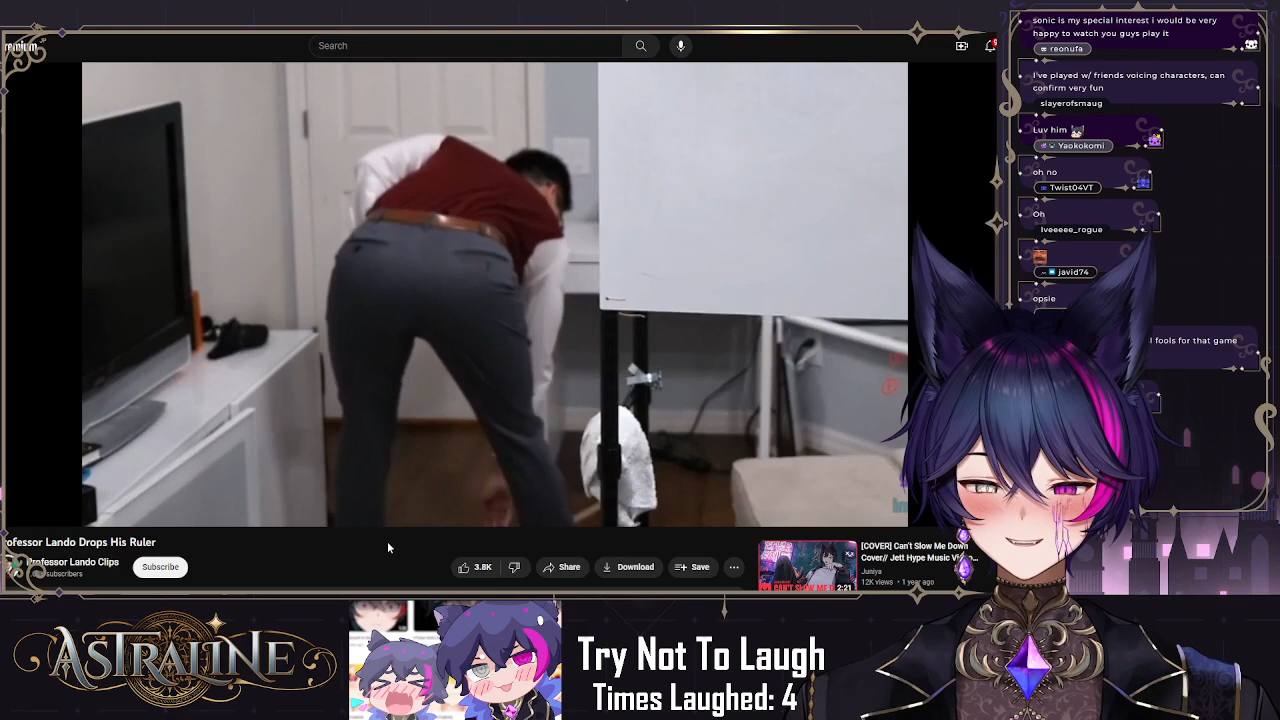 Search
sonic is my special interest i would be very
happy to watch you guys play it
reonufa
I've played w/ friends voicing characters, can
confirm very fun
slayerofsmaug
Luv him
Yaokokomi
oh no
Twist04VT
Oh
lveeeee_rogue
javid74
opsie
l fools for that game
ofessor Lando Drops His Ruler
Professor Lando Clips
subscribers
Subscribe
3.8K
Share
Download
Save
[COVER] Can't Slow Me Down
Cover// Jett Hype Music Vi
Juniya
12K views • 1 year ago
2:21
ASTRALINE
Try Not To Laugh
Times Laughed: 4